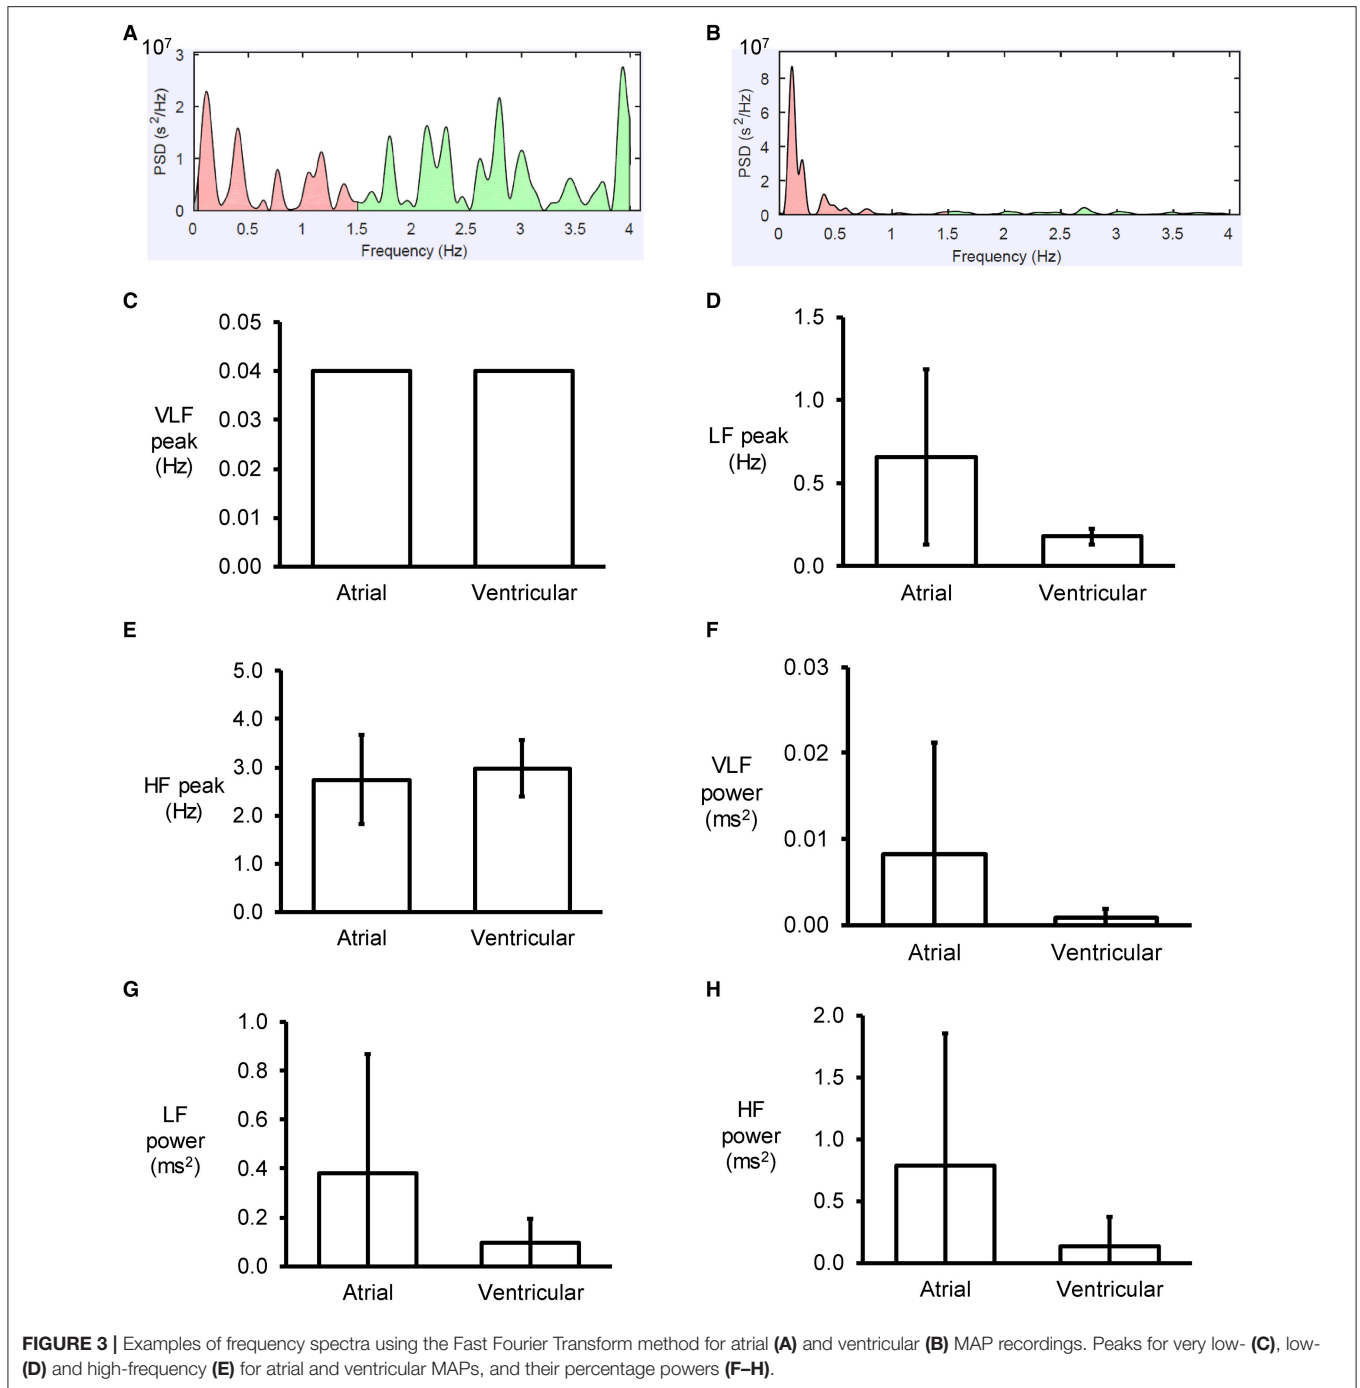 A
B
10⁷
3
2
1
0
PSD (s²/Hz)
0 0.5 1 1.5 2 2.5 3 3.5 4
Frequency (Hz)
10⁷
8
6
4
2
0
PSD (s²/Hz)
0 0.5 1 1.5 2 2.5 3 3.5 4
Frequency (Hz)
C
0.05
0.04
0.03
0.02
0.01
0.00
VLF
peak
(Hz)
Atrial Ventricular
D
1.5
1.0
0.5
0.0
LF peak
(Hz)
Atrial Ventricular
E
5.0
4.0
3.0
2.0
1.0
0.0
HF peak
(Hz)
Atrial Ventricular
F
0.03
0.02
0.01
0.00
VLF
power
(ms²)
Atrial Ventricular
G
1.0
0.8
0.6
0.4
0.2
0.0
LF
power
(ms²)
Atrial Ventricular
H
2.0
1.5
1.0
0.5
0.0
HF
power
(ms²)
Atrial Ventricular
FIGURE 3 | Examples of frequency spectra using the Fast Fourier Transform method for atrial (A) and ventricular (B) MAP recordings. Peaks for very low- (C), low-
(D) and high-frequency (E) for atrial and ventricular MAPs, and their percentage powers (F–H).